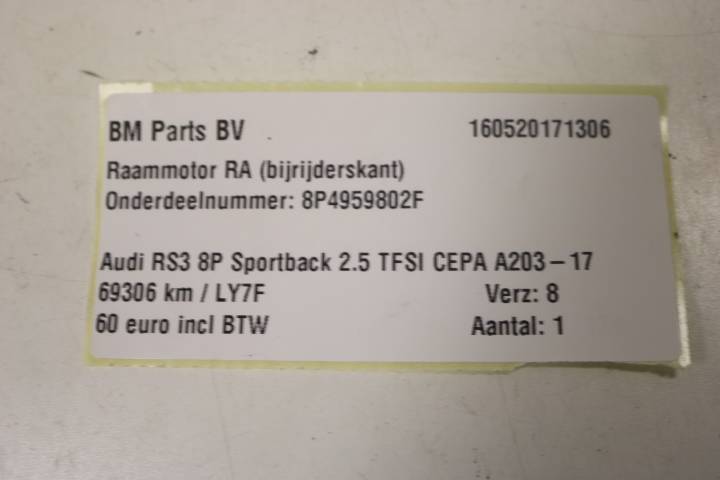 BM Parts BV 160520171306
Raammotor RA (bijrijderskant)
Onderdeelnummer: 8P4959802F
Audi RS3 8P Sportback 2.5 TFSI CEPA A203-17
69306 km / LY7F Verz: 8
60 euro incl BTW Aantal: 1